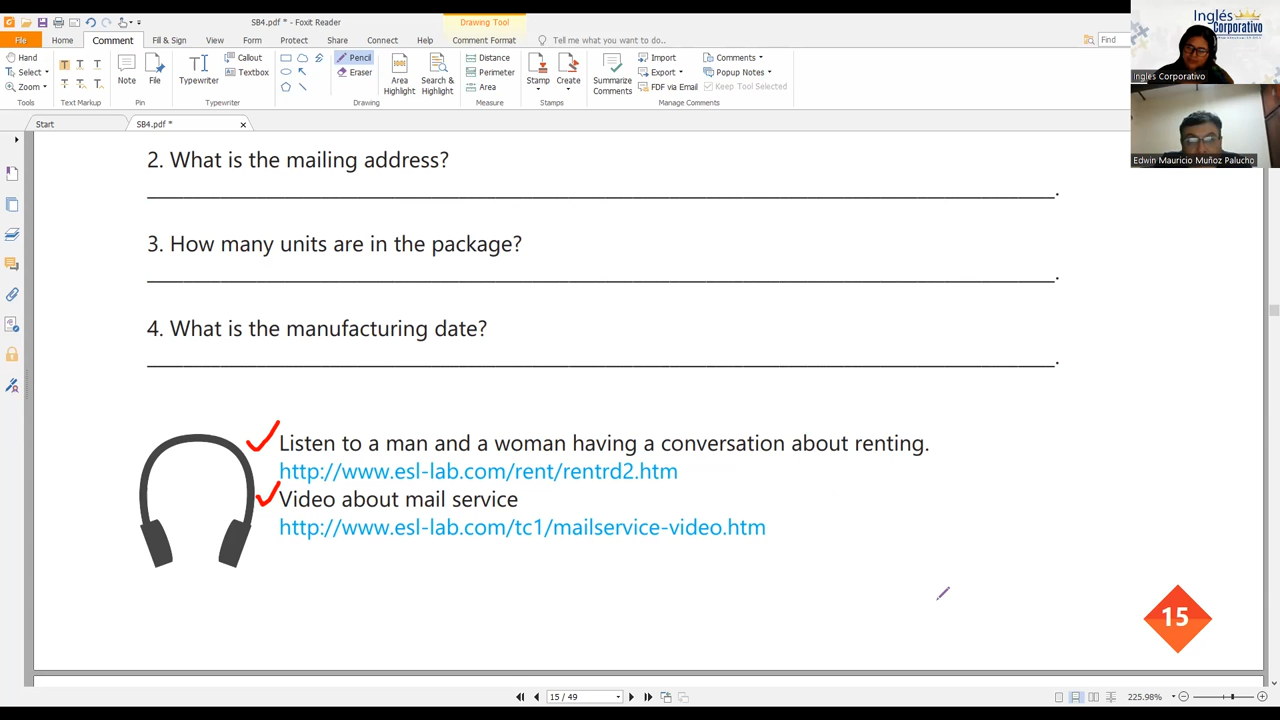 SB4.pdf * - Foxit Reader
Drawing Tool
File Home Comment Fill & Sign View Form Protect Share Connect Help Comment Format Tell me what you want to do.. Find
Hand
Select
Zoom
Tools
Text Markup
Note
File
Pin
Typewriter
Callout
Textbox
Typewriter
Pencil
Eraser
Drawing
Area
Highlight
Search &
Highlight
Distance
Perimeter
Area
Measure
Stamp
Create
Stamps
Summarize
Comments
Import
Export
FDF via Email
Comments
Popup Notes
Keep Tool Selected
Manage Comments
Start
SB4.pdf *
Inglés
Corporativo
Inglés Corporativo
Edwin Mauricio Muñoz Palucho
2. What is the mailing address?
.
3. How many units are in the package?
.
4. What is the manufacturing date?
.
Listen to a man and a woman having a conversation about renting.
http://www.esl-lab.com/rent/rentrd2.htm
Video about mail service
http://www.esl-lab.com/tc1/mailservice-video.htm
15
15 / 49
225.98%